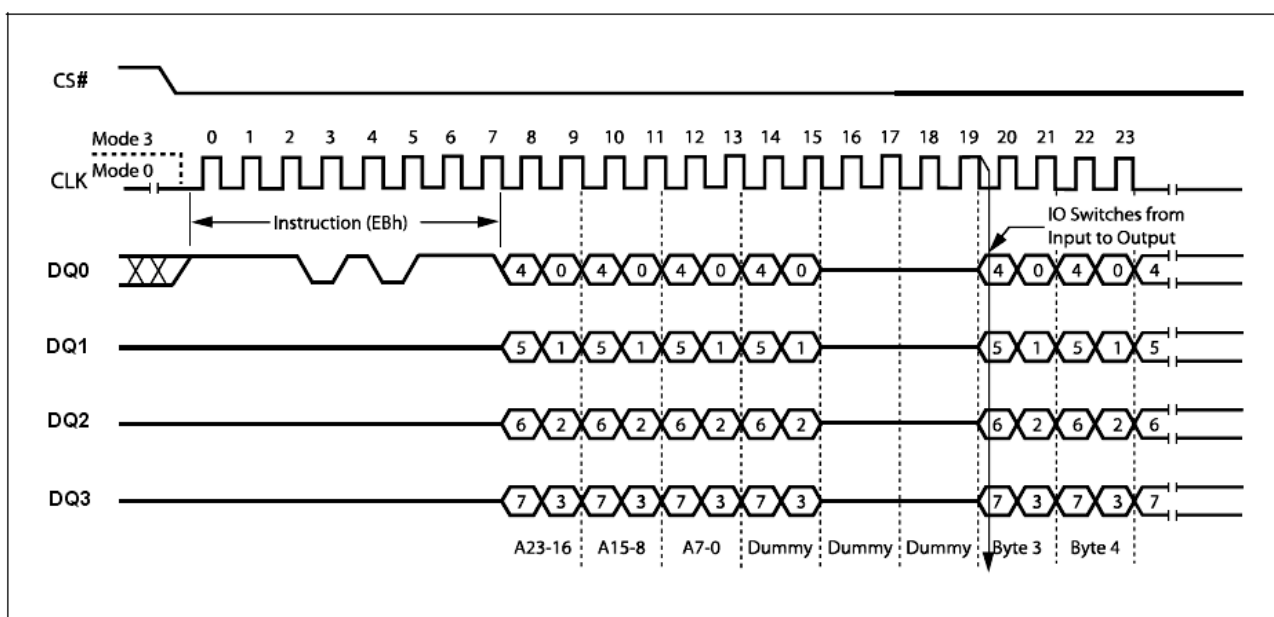 CS#
Mode 3
0 1 2 3 4 5 6 7 8 9 10 11 12 13 14 15 16 17 18 19 20 21 22 23
CLK
Mode 0
Instruction (EBh)
IO Switches from
Input to Output
DQ0
4 0 4 0 4 0 4 0 4 0 4 0 4
DQ1
5 1 5 1 5 1 5 1 5 1 5 1 5
DQ2
6 2 6 2 6 2 6 2 6 2 6 2 6
DQ3
7 3 7 3 7 3 7 3 7 3 7 3 7
A23-16 A15-8 A7-0 Dummy Dummy Dummy Byte 3 Byte 4